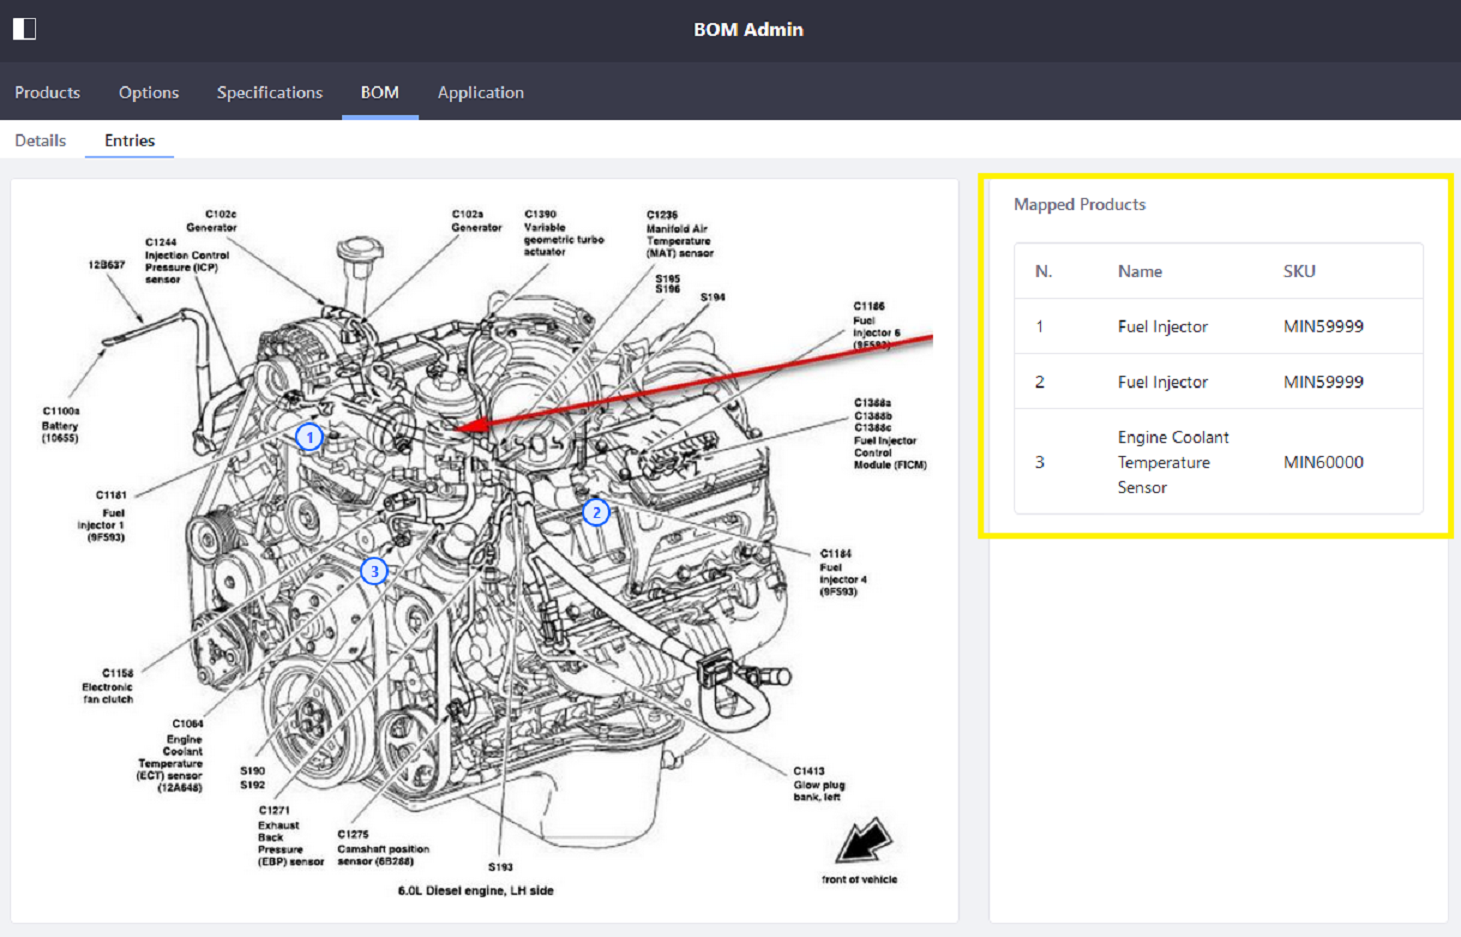 BOM Admin
Products
Options
Specifications
BOM
Application
Details
Entries
C102c
Generator
C102a
Generator
C1390
Variable
geometric turbo
actuator
C1236
Manifold Air
Temperature
(MAT) sensor
C1244
Injection Control
Pressure (ICP)
sensor
12B637
S195
S196
S194
C1186
Fuel
Injector 6
(9F593)
C1100a
Battery
(10655)
C1388a
C1388b
C1388c
Fuel Injector
Control
Module (FICM)
1
C1181
Fuel
Injector 1
(9F593)
2
3
C1184
Fuel
Injector 4
(9F593)
C1158
Electronic
fan clutch
C1064
Engine
Coolant
Temperature
(ECT) sensor
(12A648)
S190
S192
C1271
Exhaust
Back
Pressure
(EBP) sensor
C1275
Camshaft position
sensor (6B288)
S193
C1413
Glow plug
bank, left
front of vehicle
6.0L Diesel engine, LH side
Mapped Products
N. Name SKU
1 Fuel Injector MIN59999
2 Fuel Injector MIN59999
3 Engine Coolant Temperature Sensor MIN60000